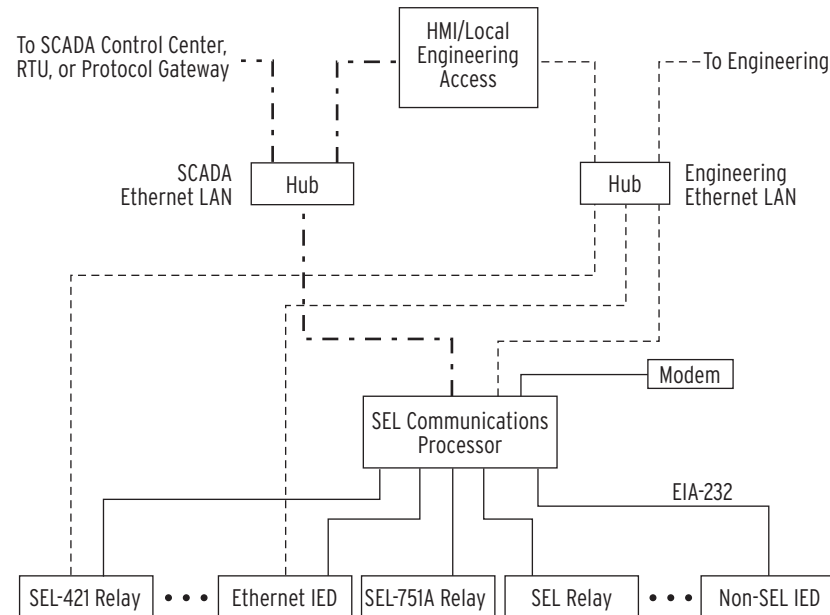 To SCADA Control Center,
RTU, or Protocol Gateway
HMI/Local
Engineering
Access
To Engineering
SCADA
Ethernet LAN
Hub
Hub
Engineering
Ethernet LAN
Modem
SEL Communications
Processor
EIA-232
SEL-421 Relay
Ethernet IED
SEL-751A Relay
SEL Relay
Non-SEL IED